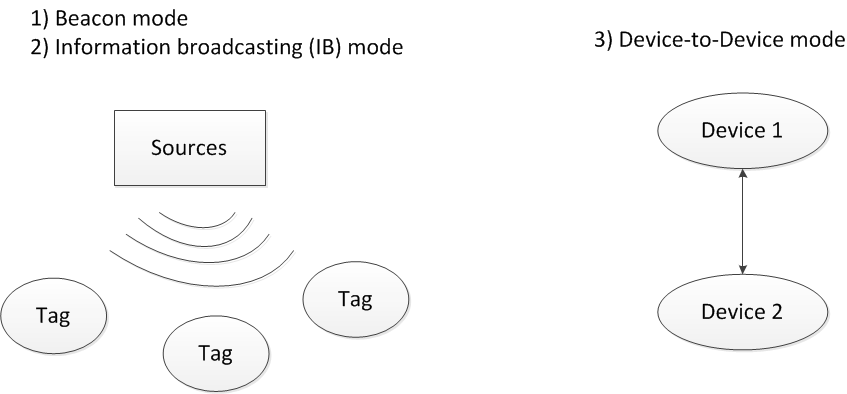 1) Beacon mode
2) Information broadcasting (IB) mode
3) Device-to-Device mode
Sources
Tag
Tag
Tag
Device 1
Device 2